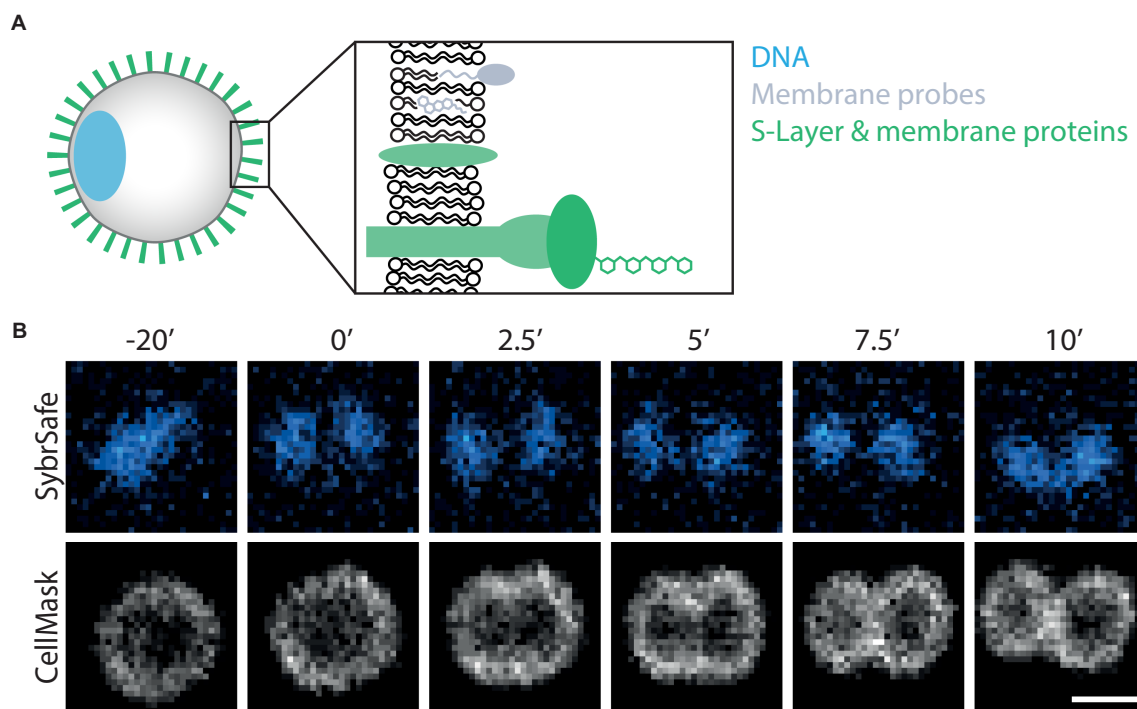 A
DNA
Membrane probes
S-Layer & membrane proteins
B
-20′ 0′ 2.5′ 5′ 7.5′ 10′
SybrSafe
CellMask